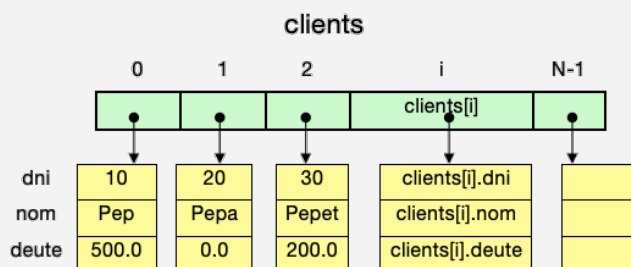 clients
0 1 2 i N-1
clients[i]
dni 10 20 30 clients[i].dni
nom Pep Pepa Pepet clients[i].nom
deute 500.0 0.0 200.0 clients[i].deute